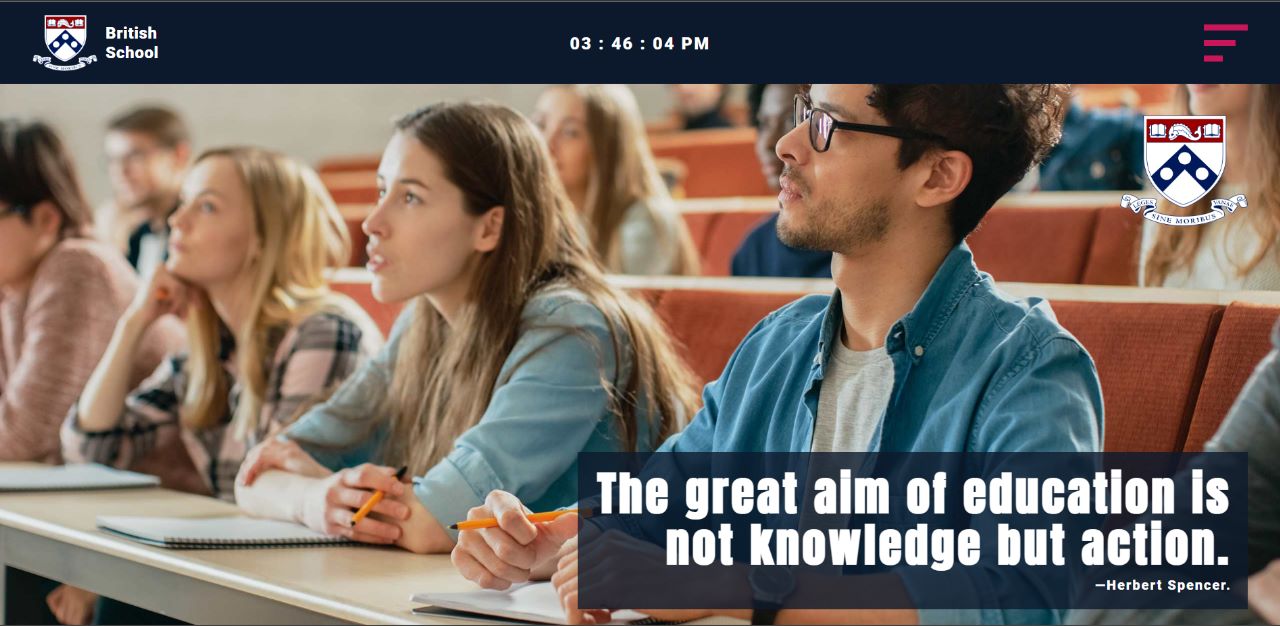 British
School
03 : 46 : 04 PM
LEGES VANAE
SINE MORIBUS
The great aim of education is
not knowledge but action.
—Herbert Spencer.